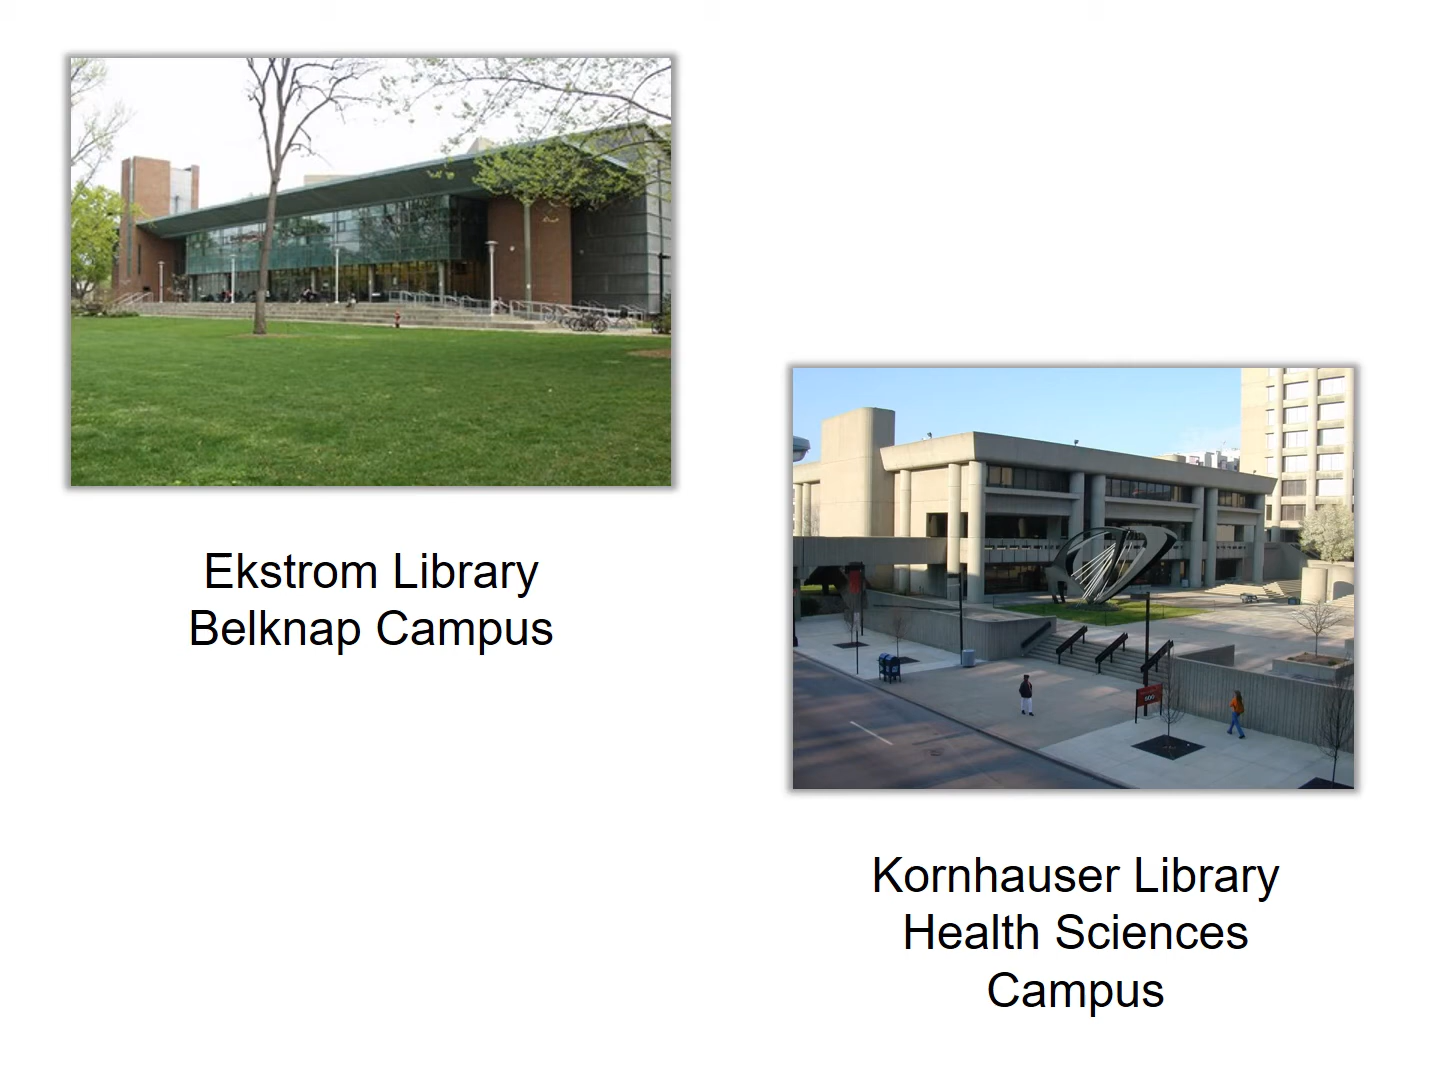 Ekstrom Library
Belknap Campus
Kornhauser Library
Health Sciences
Campus